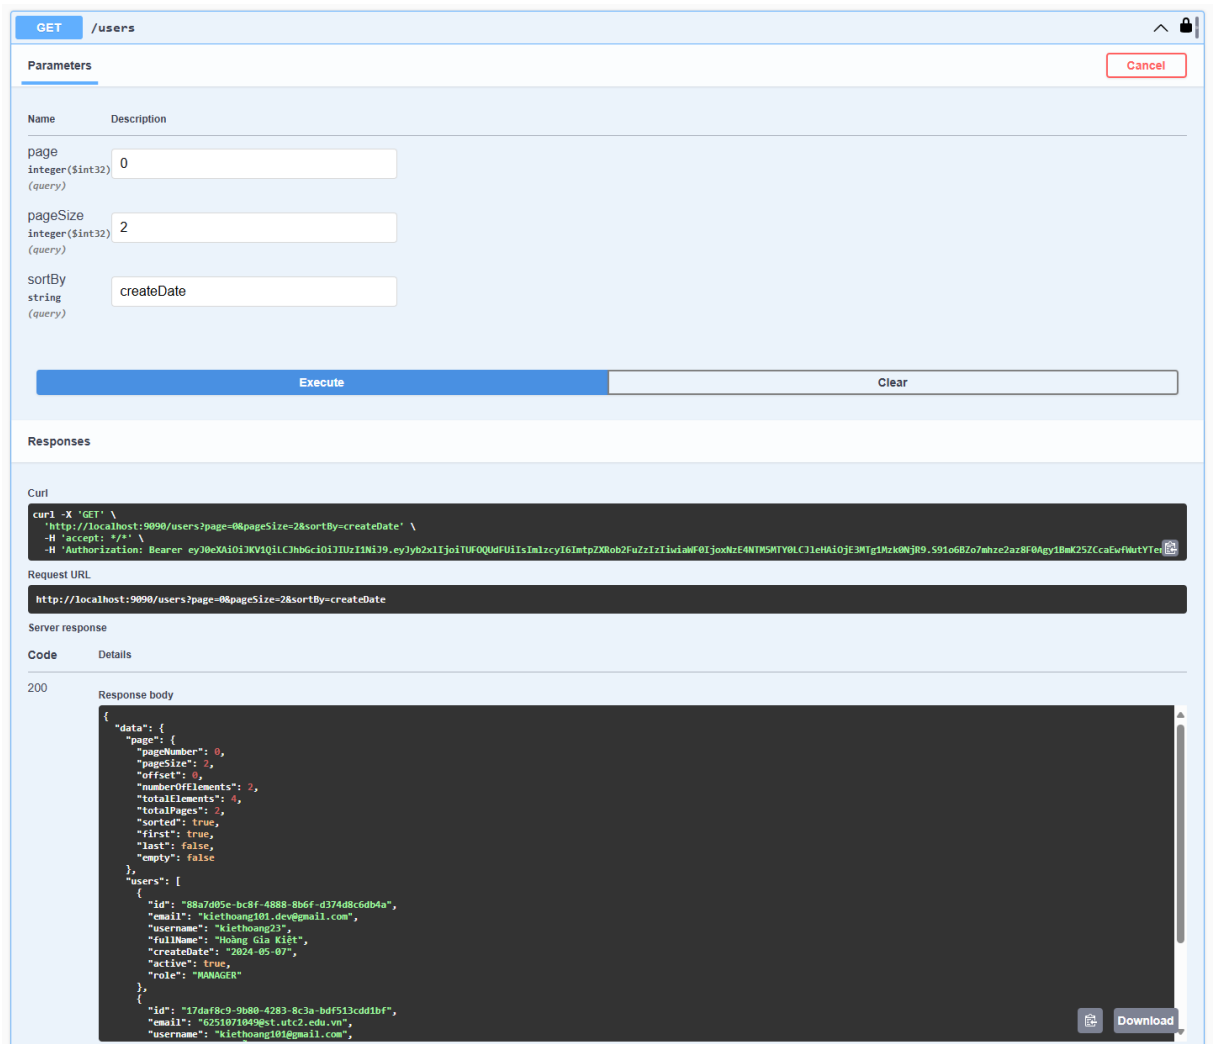 GET /users
Parameters
Cancel
Name Description
page
integer($int32)
(query)
0
pageSize
integer($int32)
(query)
2
sortBy
string
(query)
createDate
Execute Clear
Responses
Curl
curl -X 'GET' \
'http://localhost:9090/users?page=0&pageSize=2&sortBy=createDate' \
-H 'accept: */*' \
-H 'Authorization: Bearer
Request URL
http://localhost:9090/users?page=0&pageSize=2&sortBy=createDate
Server response
Code Details
200
Response body
{
"data": {
"page": {
"pageNumber": 0,
"pageSize": 2,
"offset": 0,
"numberOfElements": 2,
"totalElements": 4,
"totalPages": 2,
"sorted": true,
"first": true,
"last": false,
"empty": false
},
"users": [
{
"id": "88a7d05e-bc8f-4888-8b6f-d374d8c6db4a",
"email": "kiethoang101.dev@gmail.com",
"username": "kiethoang23",
"fullName": "Hoàng Gia Kiệt",
"createDate": "2024-05-07",
"active": true,
"role": "MANAGER"
},
{
"id": "17daf8c9-9b80-4283-8c3a-bdf513cdd1bf",
"email": "6251071049@st.utc2.edu.vn",
"username": "kiethoang101@gmail.com",
Download